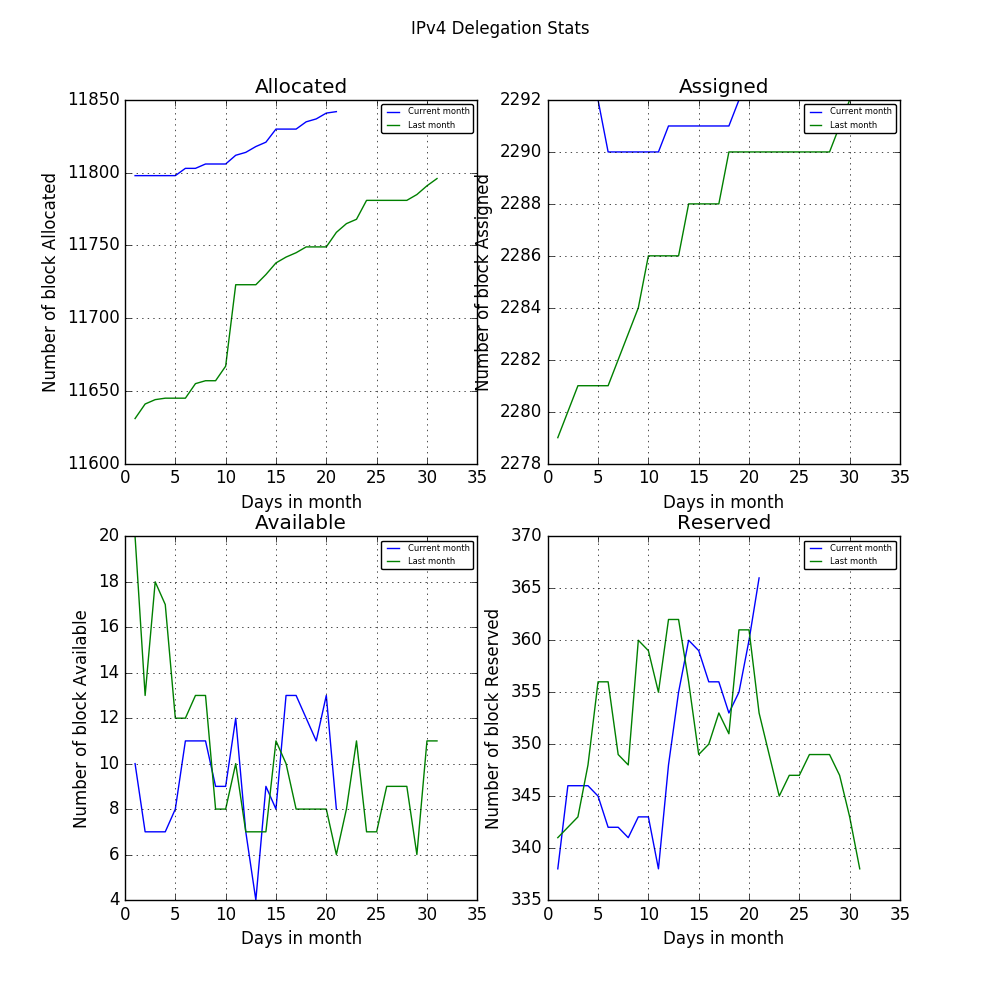 IPv4 Delegation Stats
Allocated
Number of block Allocated
11850
11800
11750
11700
11650
11600
0 5 10 15 20 25 30 35
Days in month
Current month
Last month
Assigned
Number of block Assigned
2292
2290
2288
2286
2284
2282
2280
2278
0 5 10 15 20 25 30 35
Days in month
Current month
Last month
Available
Number of block Available
20
18
16
14
12
10
8
6
4
0 5 10 15 20 25 30 35
Days in month
Current month
Last month
Reserved
Number of block Reserved
370
365
360
355
350
345
340
335
0 5 10 15 20 25 30 35
Days in month
Current month
Last month